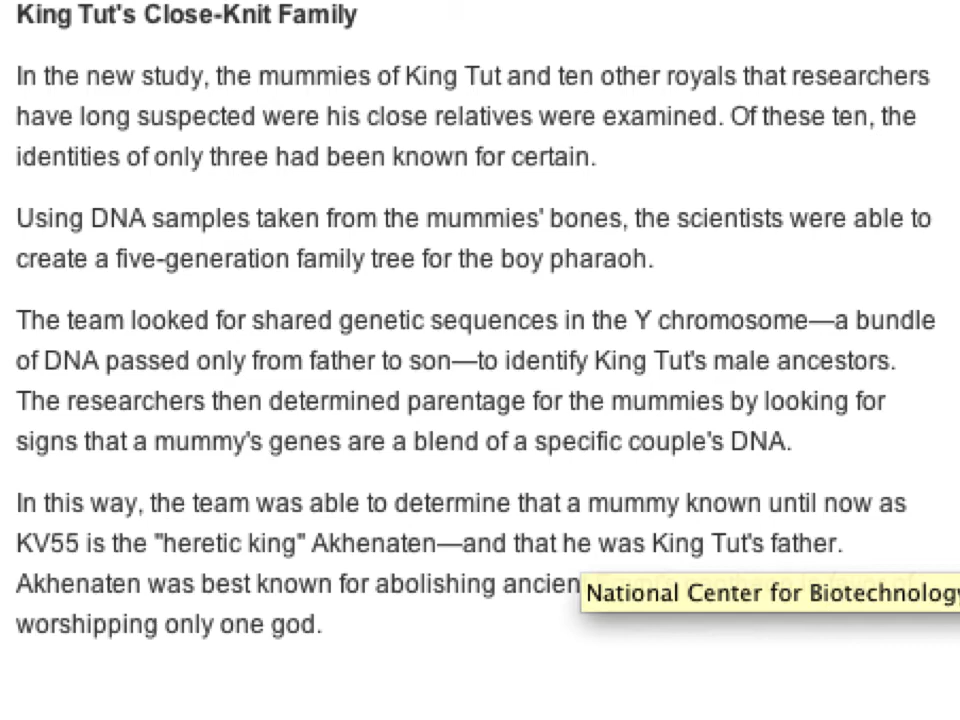 King Tut's Close-Knit Family
In the new study, the mummies of King Tut and ten other royals that researchers
have long suspected were his close relatives were examined. Of these ten, the
identities of only three had been known for certain.
Using DNA samples taken from the mummies' bones, the scientists were able to
create a five-generation family tree for the boy pharaoh.
The team looked for shared genetic sequences in the Y chromosome—a bundle
of DNA passed only from father to son—to identify King Tut's male ancestors.
The researchers then determined parentage for the mummies by looking for
signs that a mummy's genes are a blend of a specific couple's DNA.
In this way, the team was able to determine that a mummy known until now as
KV55 is the "heretic king" Akhenaten—and that he was King Tut's father.
Akhenaten was best known for abolishing ancien
National Center for Biotechnology
worshipping only one god.